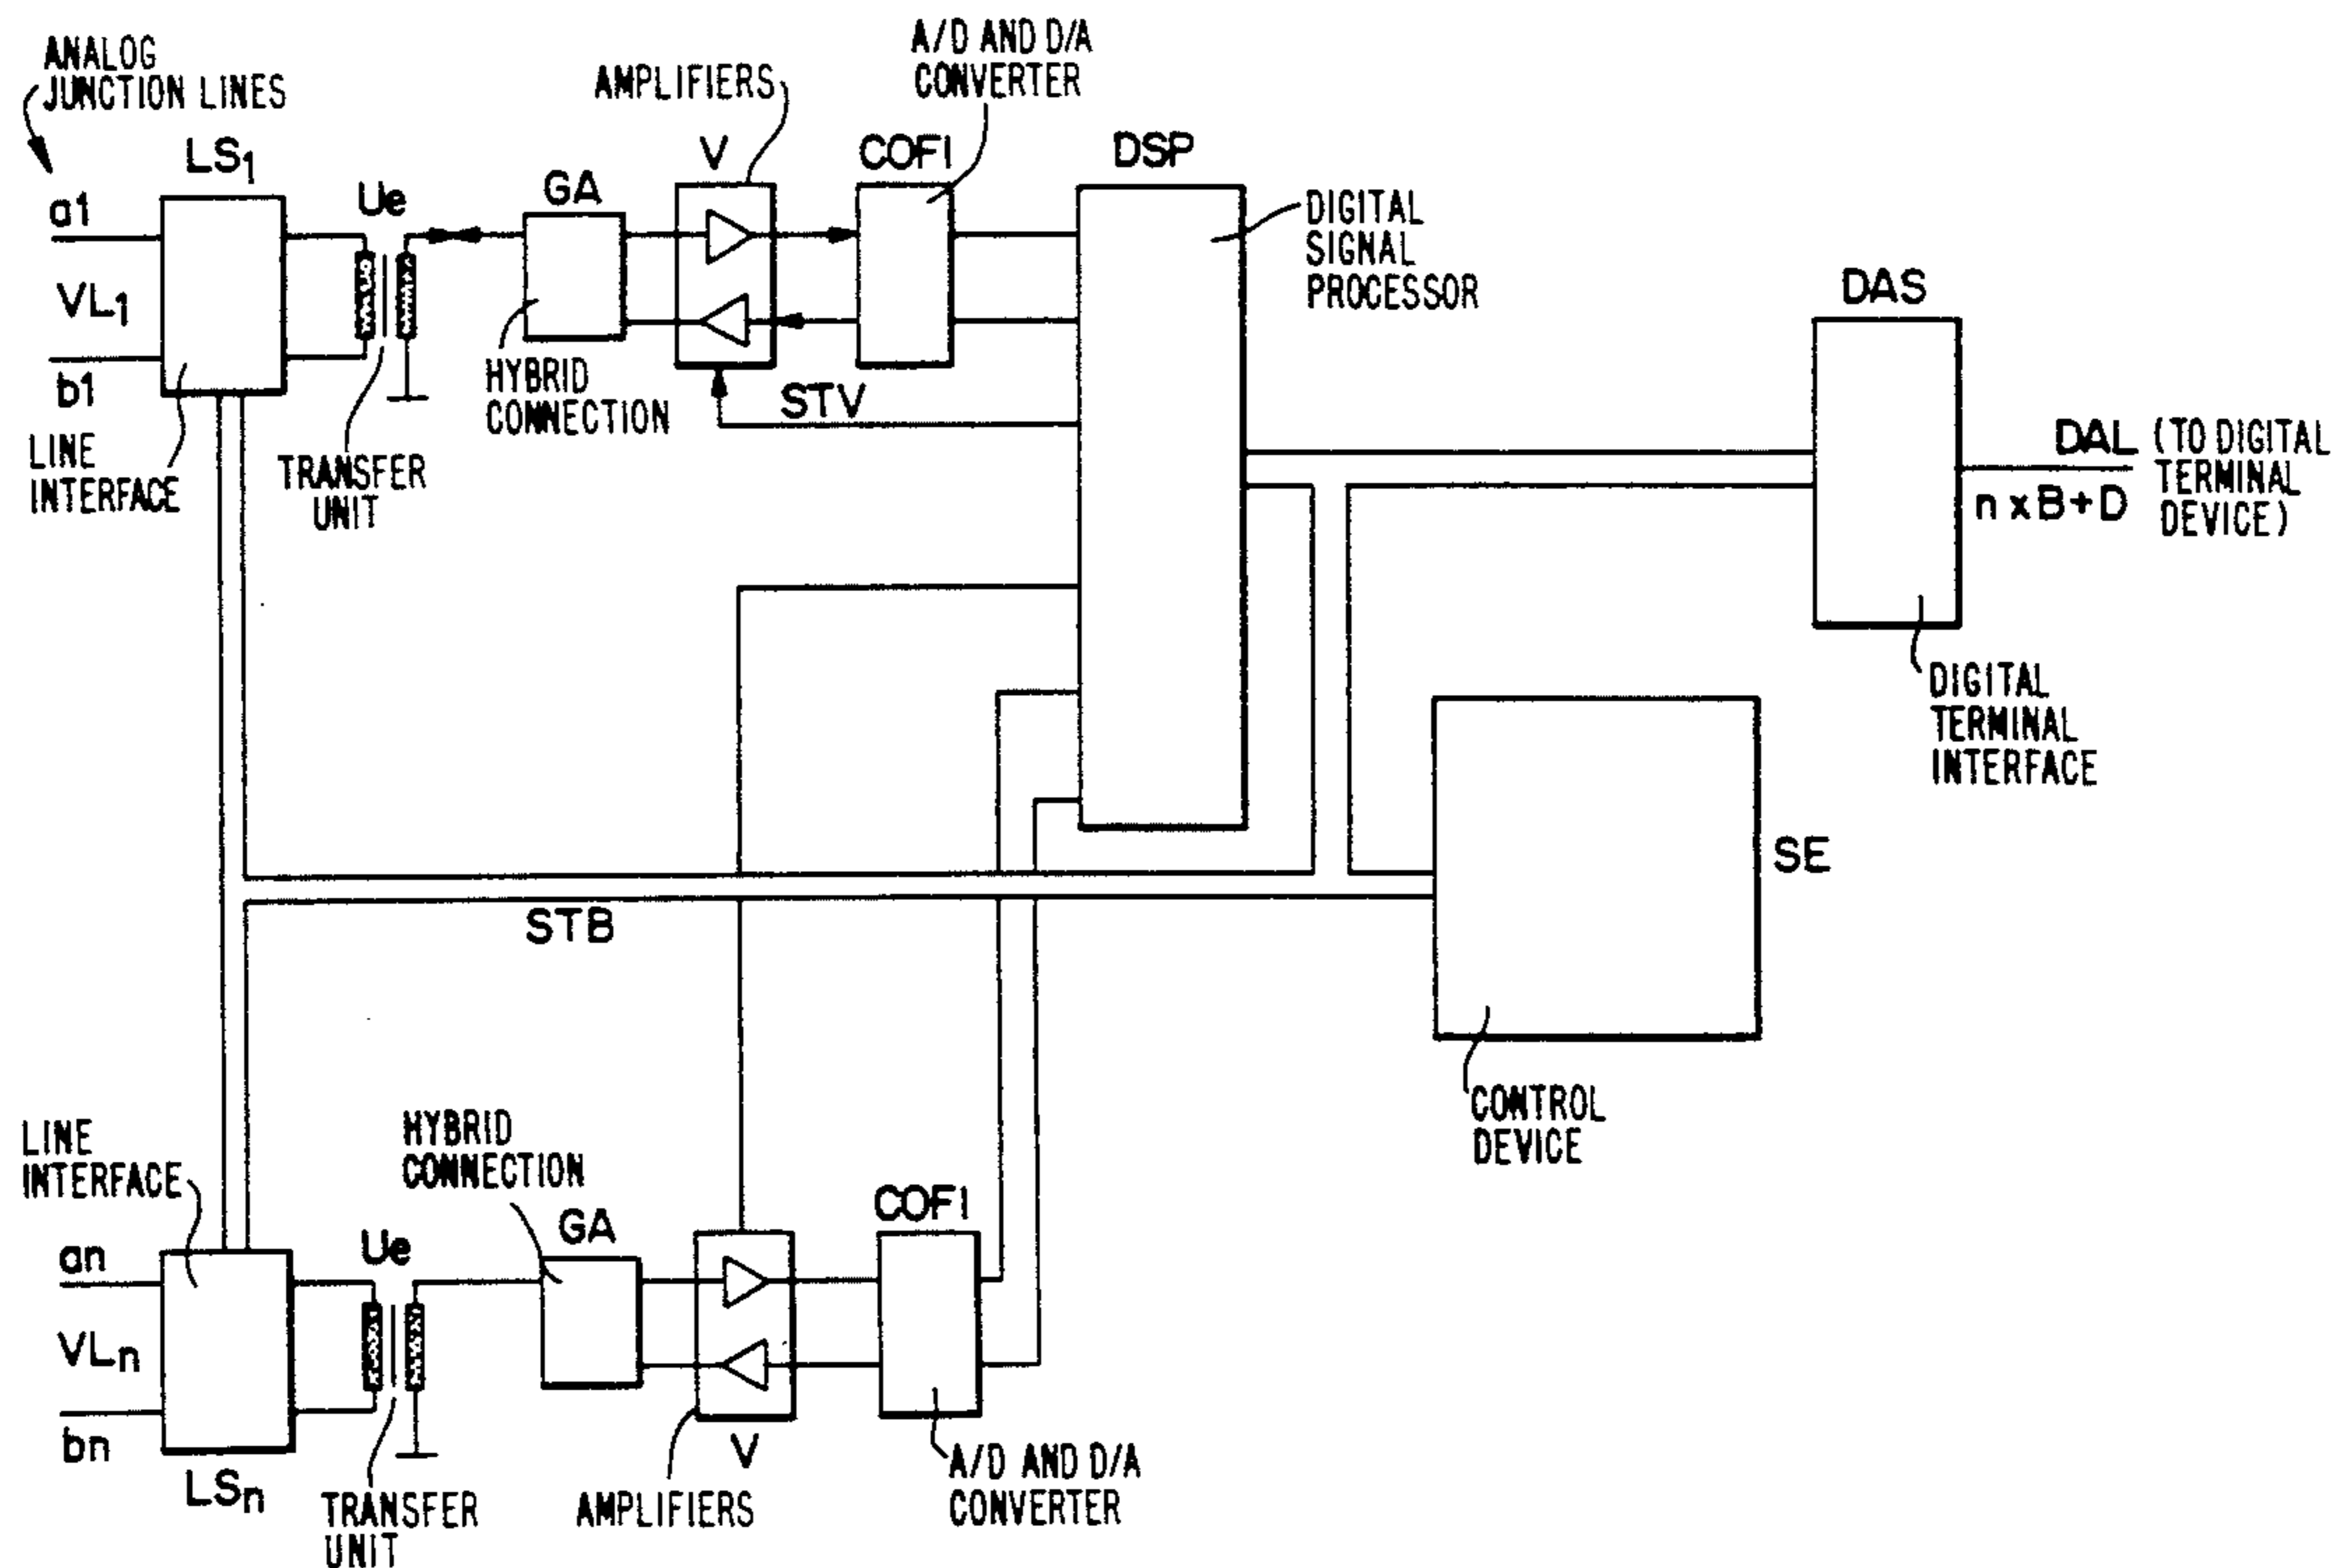 ANALOG
JUNCTION LINES
AMPLIFIERS
A/D AND D/A
CONVERTER
LS1
Ue
GA
V
COFI
DSP
a1
VL1
b1
LINE
INTERFACE
TRANSFER
UNIT
HYBRID
CONNECTION
STV
DIGITAL
SIGNAL
PROCESSOR
DAS
DAL (TO DIGITAL
TERMINAL
DEVICE)
n x B+D
DIGITAL
TERMINAL
INTERFACE
SE
STB
CONTROL
DEVICE
LINE
INTERFACE
HYBRID
CONNECTION
an
VLn
bn
LSn
Ue
GA
COFI
V
TRANSFER
UNIT
AMPLIFIERS
A/D AND D/A
CONVERTER